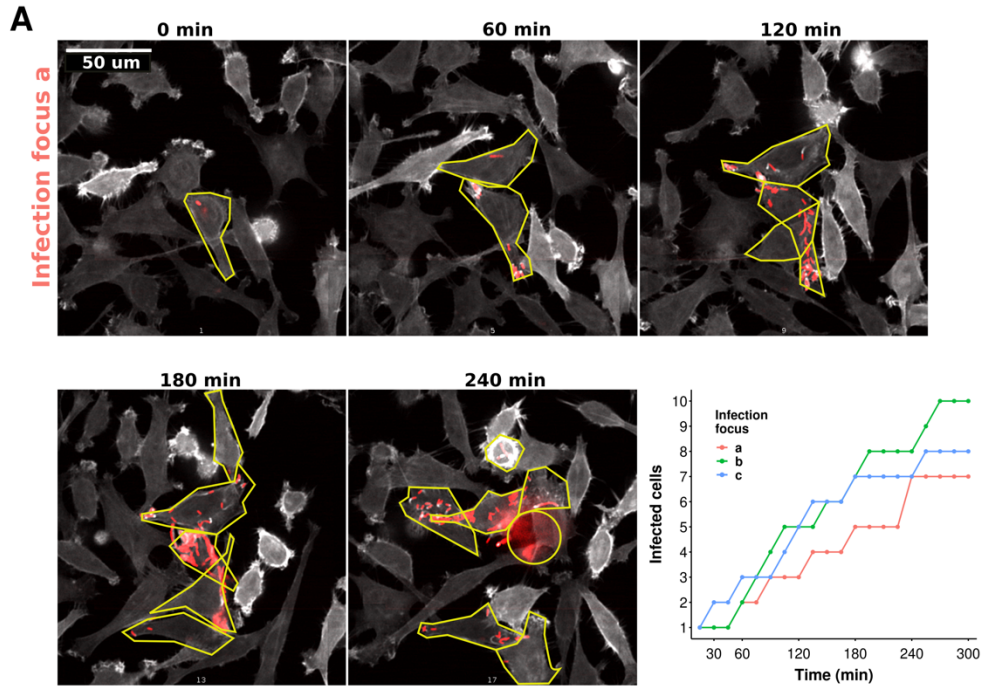 A
0 min
60 min
120 min
50 um
Infection focus a
1
5
9
180 min
240 min
13
17
Infection
focus
a
b
c
Infected cells
10
9
8
7
6
5
4
3
2
1
30
60
120
180
240
300
Time (min)